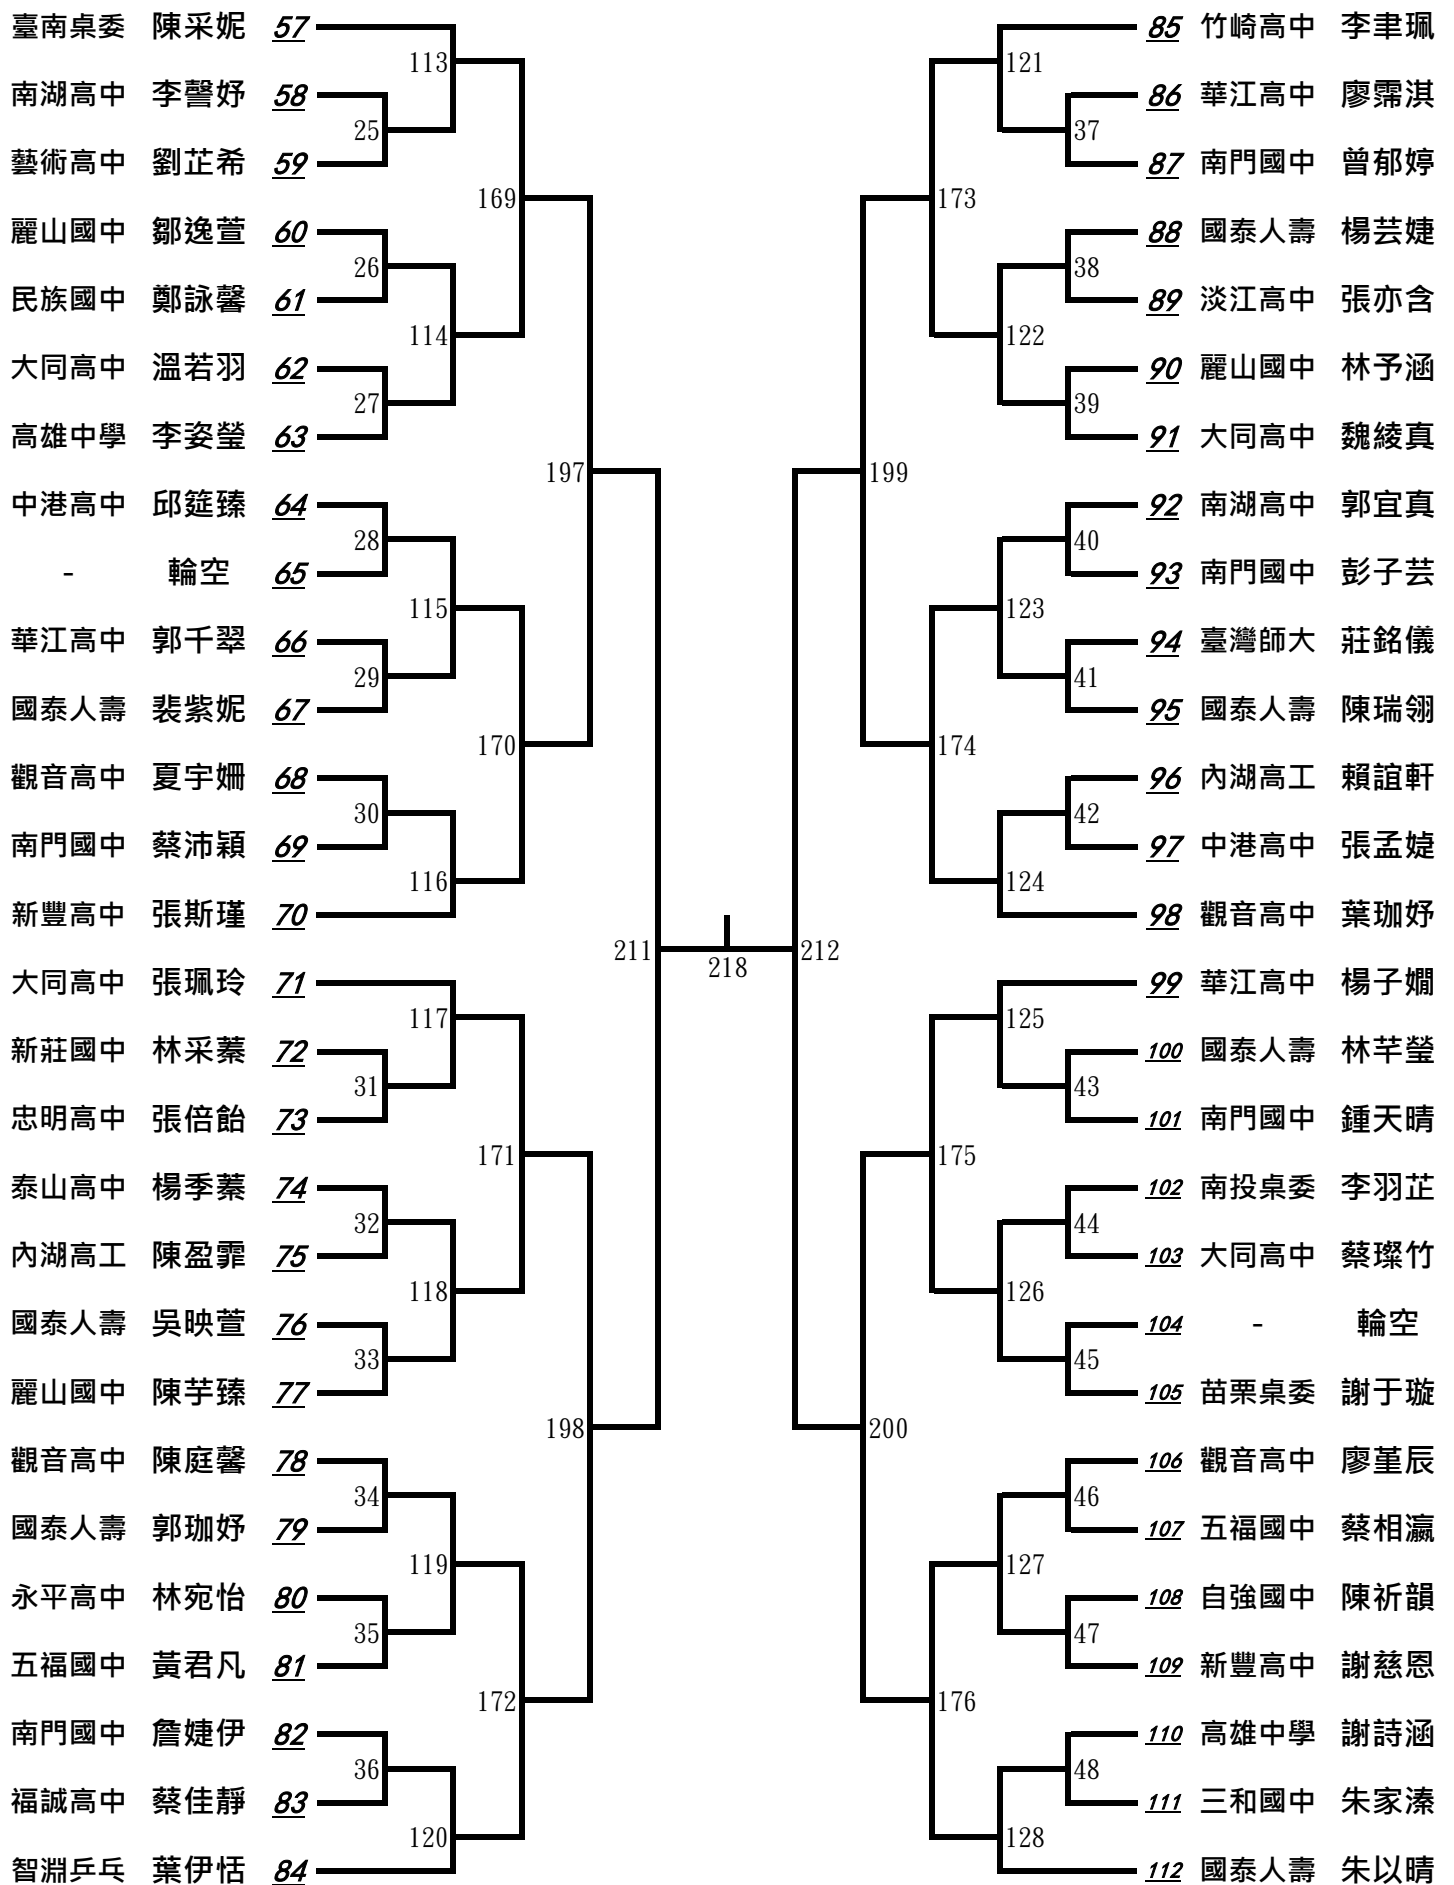 臺南桌委 陳采妮 57
113
南湖高中 李謦妤 58
25
藝術高中 劉芷希 59
169
麗山國中 鄒逸萱 60
26
民族國中 鄭詠馨 61
114
大同高中 溫若羽 62
27
高雄中學 李姿瑩 63
197
中港高中 邱筵臻 64
28
- 輪空 65
115
華江高中 郭千翠 66
29
國泰人壽 裴紫妮 67
170
觀音高中 夏宇姍 68
30
南門國中 蔡沛穎 69
116
新豐高中 張斯瑾 70
211
大同高中 張珮玲 71
117
新莊國中 林采蓁 72
31
忠明高中 張倍飴 73
171
泰山高中 楊季蓁 74
32
內湖高工 陳盈霏 75
118
國泰人壽 吳映萱 76
33
麗山國中 陳芋臻 77
198
觀音高中 陳庭馨 78
34
國泰人壽 郭珈妤 79
119
永平高中 林宛怡 80
35
五福國中 黃君凡 81
172
南門國中 詹婕伊 82
36
福誠高中 蔡佳靜 83
120
智淵乒乓 葉伊恬 84
218
85 竹崎高中 李聿珮
121
86 華江高中 廖霈淇
37
87 南門國中 曾郁婷
173
88 國泰人壽 楊芸婕
38
89 淡江高中 張亦含
122
90 麗山國中 林予涵
39
91 大同高中 魏綾真
199
92 南湖高中 郭宜真
40
93 南門國中 彭子芸
123
94 臺灣師大 莊銘儀
41
95 國泰人壽 陳瑞翎
174
96 內湖高工 賴誼軒
42
97 中港高中 張孟婕
124
98 觀音高中 葉珈妤
212
99 華江高中 楊子嫺
125
100 國泰人壽 林芊瑩
43
101 南門國中 鍾天晴
175
102 南投桌委 李羽芷
44
103 大同高中 蔡璨竹
126
104 - 輪空
45
105 苗栗桌委 謝于璇
200
106 觀音高中 廖堇辰
46
107 五福國中 蔡相瀛
127
108 自強國中 陳祈韻
47
109 新豐高中 謝慈恩
176
110 高雄中學 謝詩涵
48
111 三和國中 朱家溱
128
112 國泰人壽 朱以晴